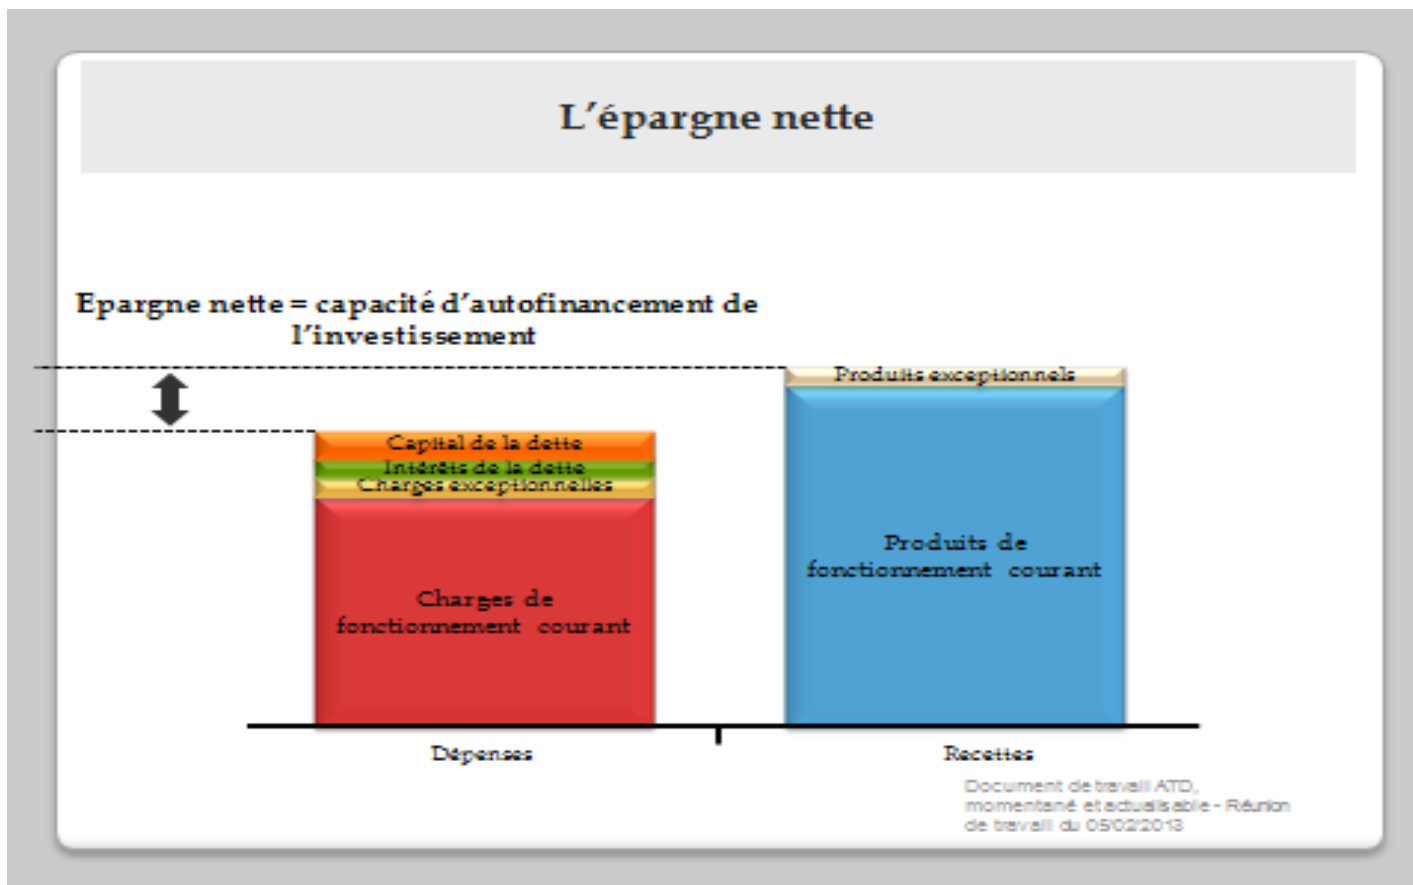 L'épargne nette
Epargne nette = capacité d'autofinancement de
l'investissement
Produits exceptionnels
Capital de la dette
Intérêts de la dette
Charges exceptionnelles
Produits de
fonctionnement courant
Charges de
fonctionnement courant
Dépenses
Recettes
Document de travail ATD,
momentané et actualisable - Réunion
de travail du 05/02/2013